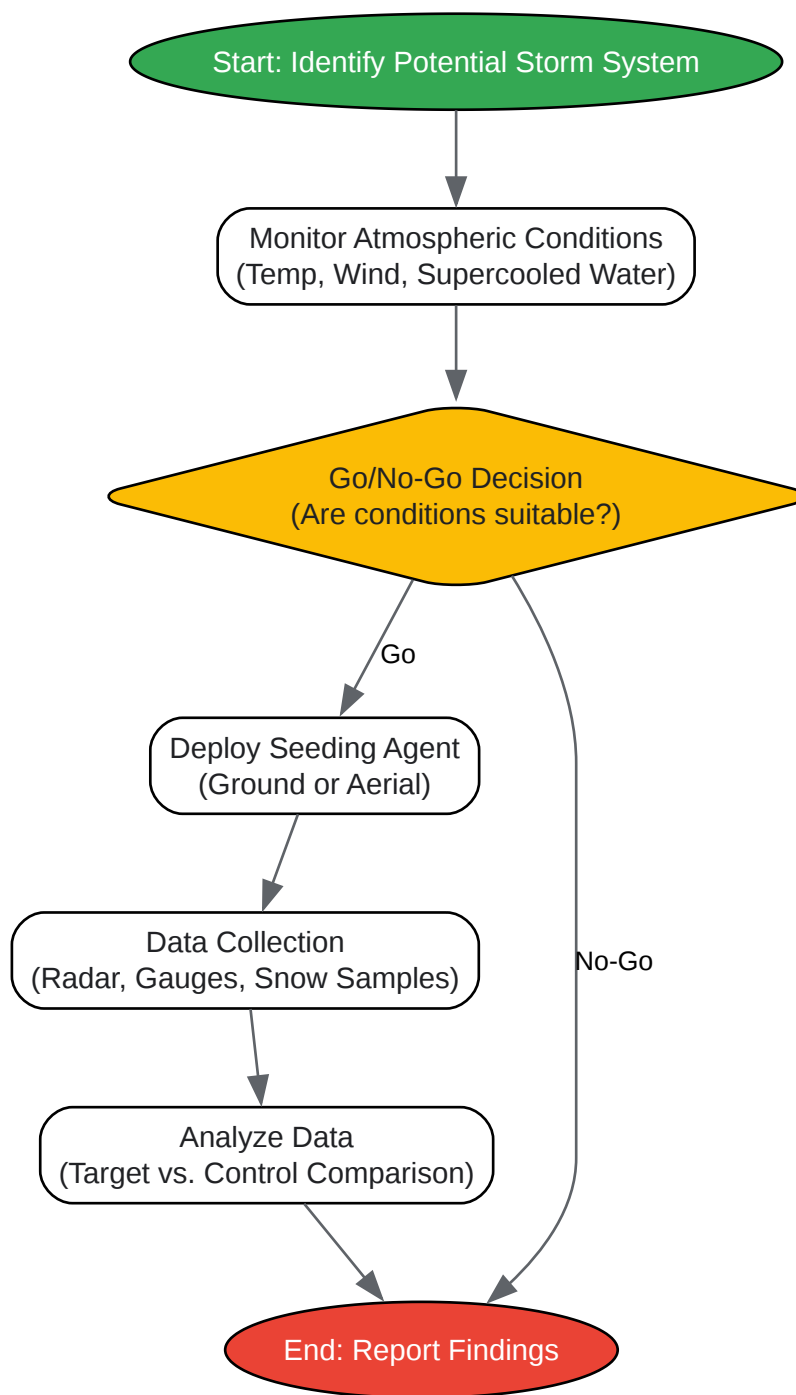 Start: Identify Potential Storm System
Monitor Atmospheric Conditions
(Temp, Wind, Supercooled Water)
Go/No-Go Decision
(Are conditions suitable?)
Go
Deploy Seeding Agent
(Ground or Aerial)
Data Collection
(Radar, Gauges, Snow Samples)
No-Go
Analyze Data
(Target vs. Control Comparison)
End: Report Findings